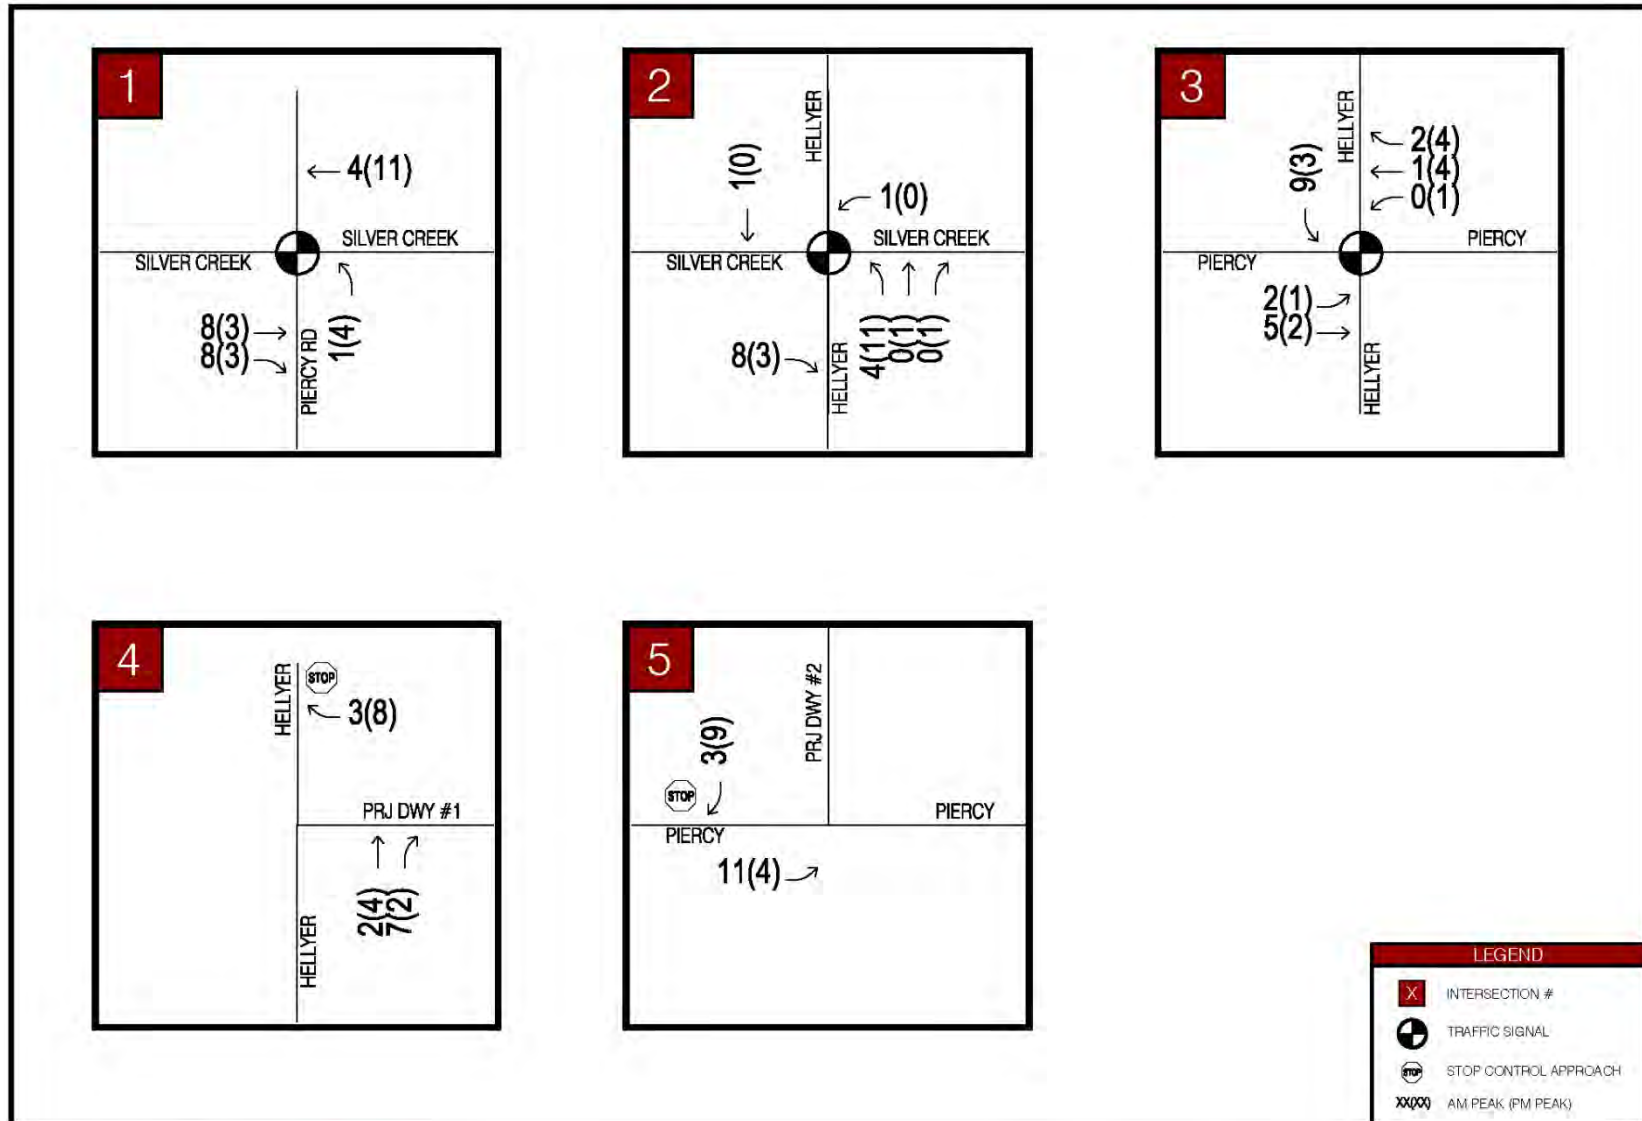 1
4(11)
SILVER CREEK
SILVER CREEK
8(3)
8(3)
PIERCY RD
1(4)
2
HELLYER
1(0)
1(0)
SILVER CREEK
SILVER CREEK
8(3)
HELLYER
4(11)
0(1)
0(1)
3
HELLYER
9(3)
2(4)
1(4)
0(1)
PIERCY
PIERCY
2(1)
5(2)
HELLYER
4
HELLYER
STOP
3(8)
PRJ DWY #1
HELLYER
2(4)
7(2)
5
PRJ DWY #2
3(9)
STOP
PIERCY
PIERCY
11(4)
LEGEND
X INTERSECTION #
TRAFFIC SIGNAL
STOP STOP CONTROL APPROACH
XX(XX) AM PEAK (PM PEAK)